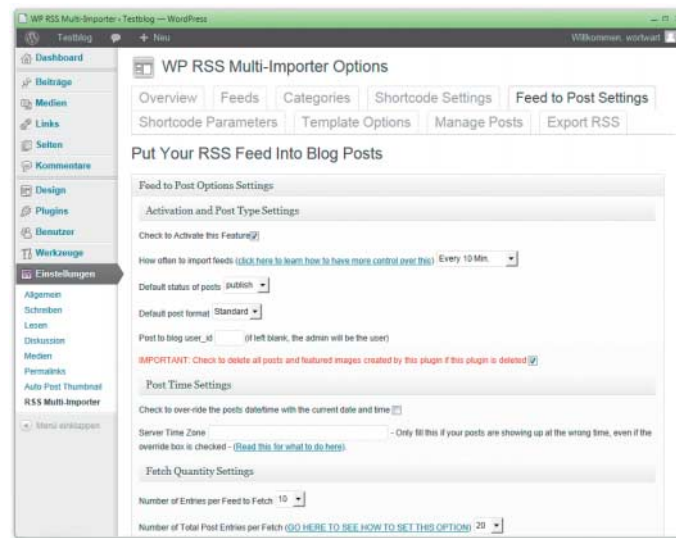 WP RSS Multi-Importer ‹ Testblog — WordPress
Testblog + Neu Willkommen, wortwart
Dashboard
Beiträge
Medien
Links
Seiten
Kommentare
Design
Plugins
Benutzer
Werkzeuge
Einstellungen
Allgemein
Schreiben
Lesen
Diskussion
Medien
Permalinks
Auto Post Thumbnail
RSS Multi-Importer
Menü einklappen
WP RSS Multi-Importer Options
Overview Feeds Categories Shortcode Settings Feed to Post Settings
Shortcode Parameters Template Options Manage Posts Export RSS
Put Your RSS Feed Into Blog Posts
Feed to Post Options Settings
Activation and Post Type Settings
Check to Activate this Feature
How often to import feeds (click here to learn how to have more control over this) Every 10 Min.
Default status of posts publish
Default post format Standard
Post to blog user_id (if left blank, the admin will be the user)
IMPORTANT: Check to delete all posts and featured images created by this plugin if this plugin is deleted
Post Time Settings
Check to over-ride the posts date/time with the current date and time
Server Time Zone - Only fill this if your posts are showing up at the wrong time, even if the
override box is checked - (Read this for what to do here).
Fetch Quantity Settings
Number of Entries per Feed to Fetch 10
Number of Total Post Entries per Fetch (GO HERE TO SEE HOW TO SET THIS OPTION) 20